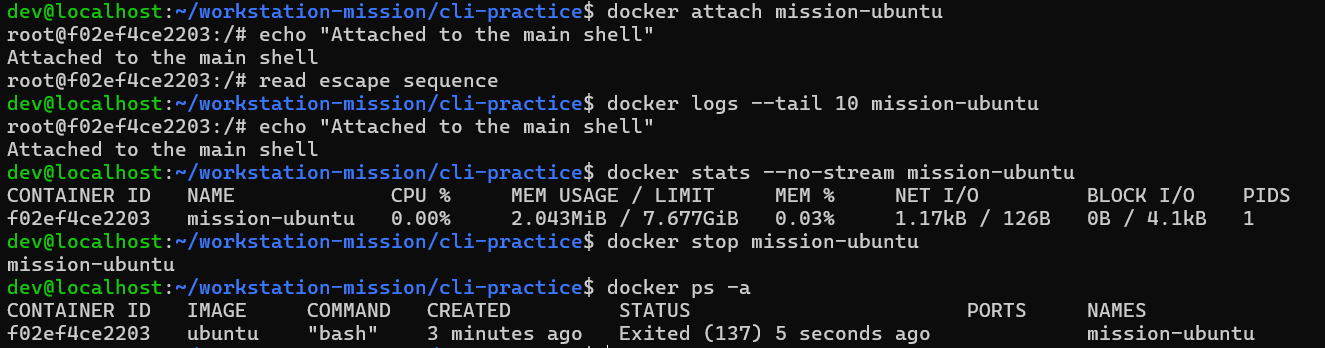 dev@localhost:~/workstation-mission/cli-practice$ docker attach mission-ubuntu
root@f02ef4ce2203:/# echo "Attached to the main shell"
Attached to the main shell
root@f02ef4ce2203:/# read escape sequence
dev@localhost:~/workstation-mission/cli-practice$ docker logs --tail 10 mission-ubuntu
root@f02ef4ce2203:/# echo "Attached to the main shell"
Attached to the main shell
dev@localhost:~/workstation-mission/cli-practice$ docker stats --no-stream mission-ubuntu
CONTAINER ID   NAME             CPU %     MEM USAGE / LIMIT     MEM %     NET I/O          BLOCK I/O    PIDS
f02ef4ce2203   mission-ubuntu   0.00%     2.043MiB / 7.677GiB   0.03%     1.17kB / 126B   0B / 4.1kB   1
dev@localhost:~/workstation-mission/cli-practice$ docker stop mission-ubuntu
mission-ubuntu
dev@localhost:~/workstation-mission/cli-practice$ docker ps -a
CONTAINER ID   IMAGE     COMMAND   CREATED         STATUS                       PORTS     NAMES
f02ef4ce2203   ubuntu    "bash"    3 minutes ago   Exited (137) 5 seconds ago             mission-ubuntu